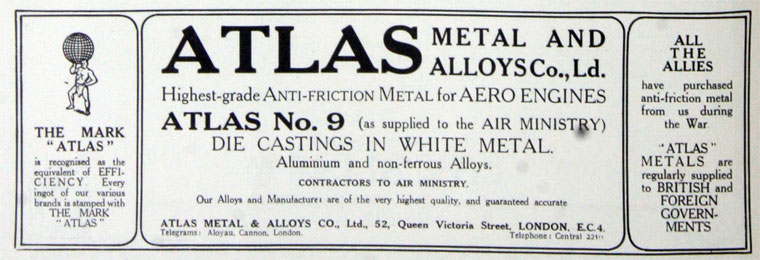 THE MARK
"ATLAS"
is recognised as the
equivalent of EFFI-
CIENCY Every
ingot of our various
brands is stamped with
THE MARK
"ATLAS"
ATLAS METAL AND
ALLOYS Co., Ld.
Highest-grade ANTI-FRICTION METAL for AERO ENGINES
ATLAS No. 9 (as supplied to the AIR MINISTRY)
DIE CASTINGS IN WHITE METAL.
Aluminium and non-ferrous Alloys.
CONTRACTORS TO AIR MINISTRY.
Our Alloys and Manufactures are of the very highest quality, and guaranteed accurate
ATLAS METAL & ALLOYS CO., Ltd., 52, Queen Victoria Street, LONDON, E.C.4.
Telegrams: Aloyau, Cannon, London. Telephone: Central
ALL
THE
ALLIES
have purchased
anti-friction metal
from us during
the War
"ATLAS"
METALS are
regularly supplied
to BRITISH and
FOREIGN
GOVERN-
MENTS